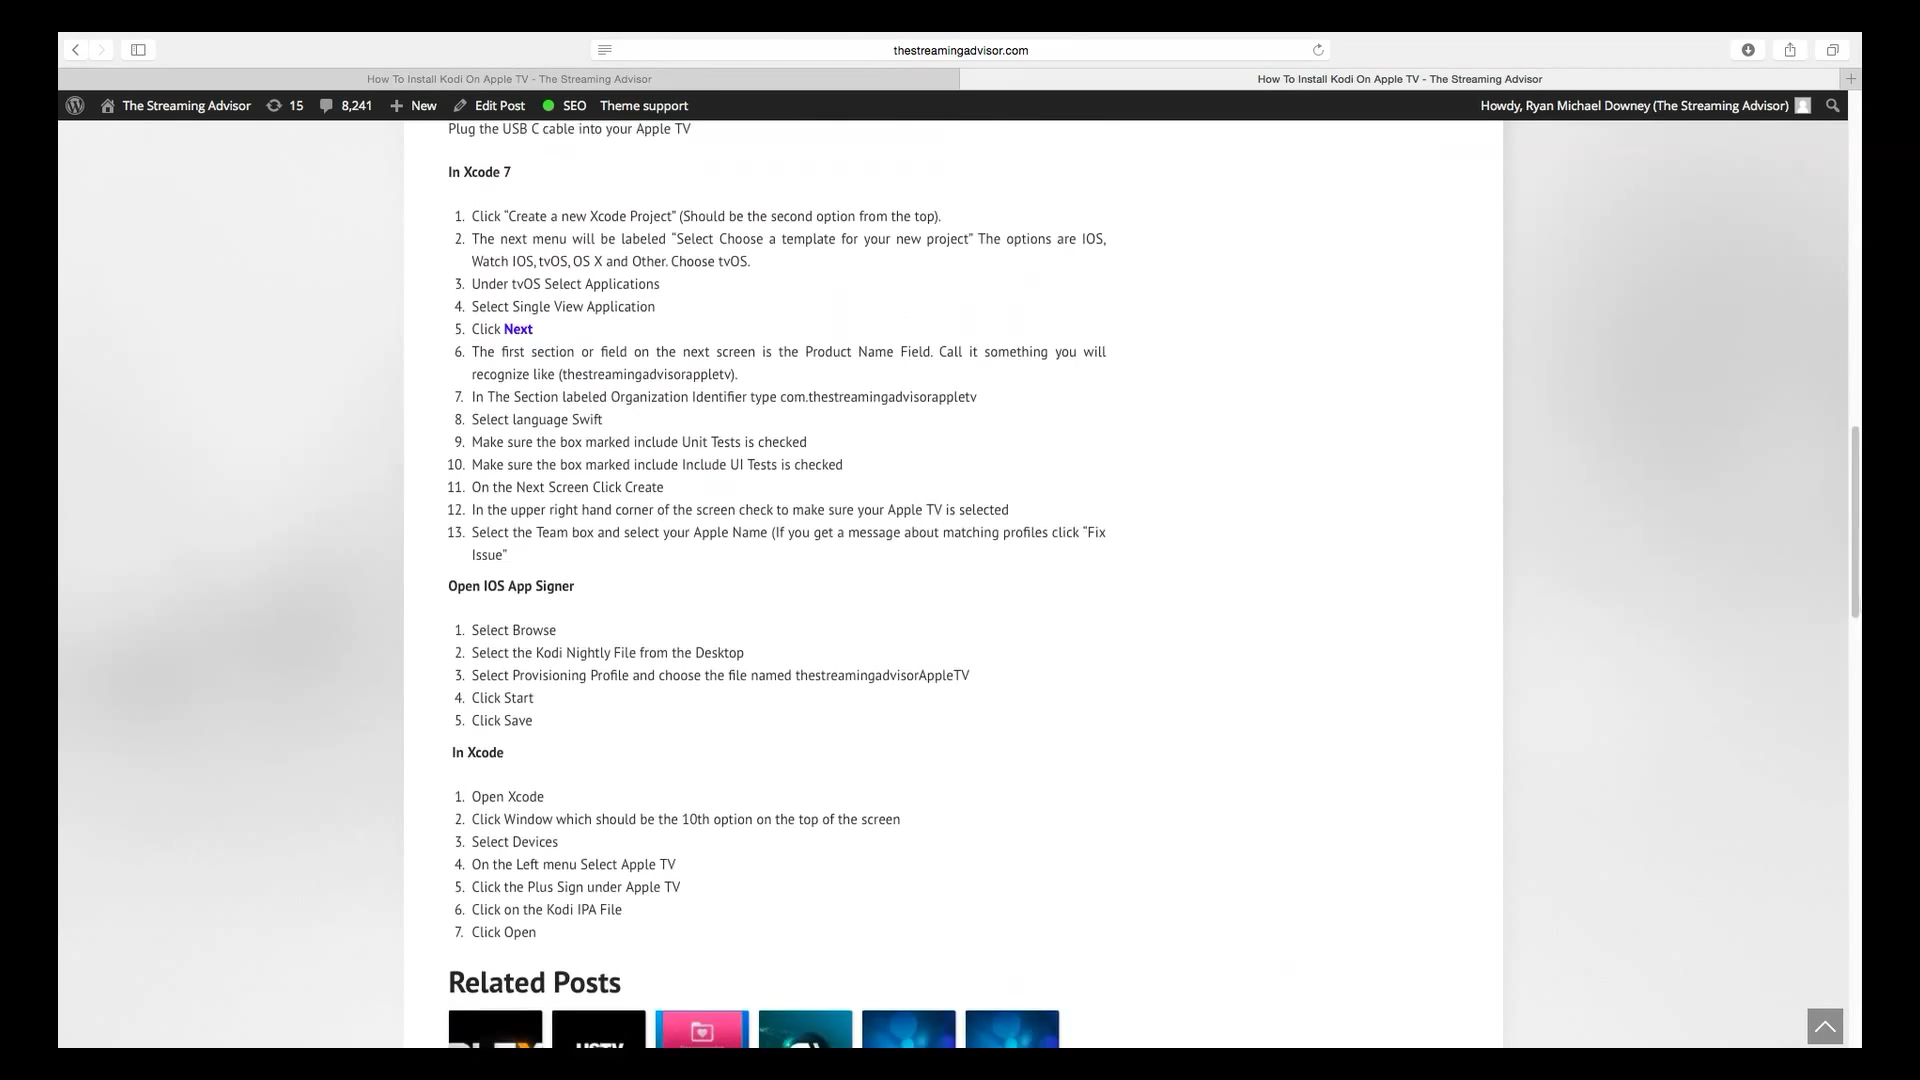 thestreamingadvisor.com
How To Install Kodi On Apple TV - The Streaming Advisor
How To Install Kodi On Apple TV - The Streaming Advisor
The Streaming Advisor 15 8,241 New Edit Post SEO Theme support Howdy, Ryan Michael Downey (The Streaming Advisor)
Plug the USB C cable into your Apple TV
In Xcode 7
1. Click “Create a new Xcode Project” (Should be the second option from the top).
2. The next menu will be labeled “Select Choose a template for your new project” The options are IOS,
Watch IOS, tvOS, OS X and Other. Choose tvOS.
3. Under tvOS Select Applications
4. Select Single View Application
5. Click Next
6. The first section or field on the next screen is the Product Name Field. Call it something you will
recognize like (thestreamingadvisorappletv).
7. In The Section labeled Organization Identifier type com.thestreamingadvisorappletv
8. Select language Swift
9. Make sure the box marked include Unit Tests is checked
10. Make sure the box marked include Include UI Tests is checked
11. On the Next Screen Click Create
12. In the upper right hand corner of the screen check to make sure your Apple TV is selected
13. Select the Team box and select your Apple Name (If you get a message about matching profiles click “Fix
Issue”
Open IOS App Signer
1. Select Browse
2. Select the Kodi Nightly File from the Desktop
3. Select Provisioning Profile and choose the file named thestreamingadvisorAppleTV
4. Click Start
5. Click Save
In Xcode
1. Open Xcode
2. Click Window which should be the 10th option on the top of the screen
3. Select Devices
4. On the Left menu Select Apple TV
5. Click the Plus Sign under Apple TV
6. Click on the Kodi IPA File
7. Click Open
Related Posts